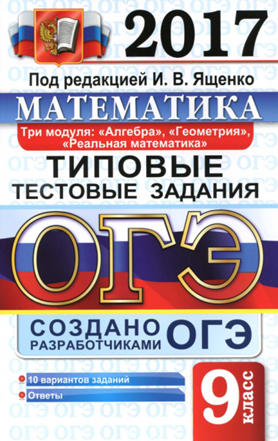 2017
Под редакцией И. В. Ященко
МАТЕМАТИКА
Три модуля: «Алгебра», «Геометрия»,
«Реальная математика»
ТИПОВЫЕ
ТЕСТОВЫЕ ЗАДАНИЯ
ОГЭ
СОЗДАНО
РАЗРАБОТЧИКАМИ ОГЭ
10 вариантов заданий
Ответы
9 класс